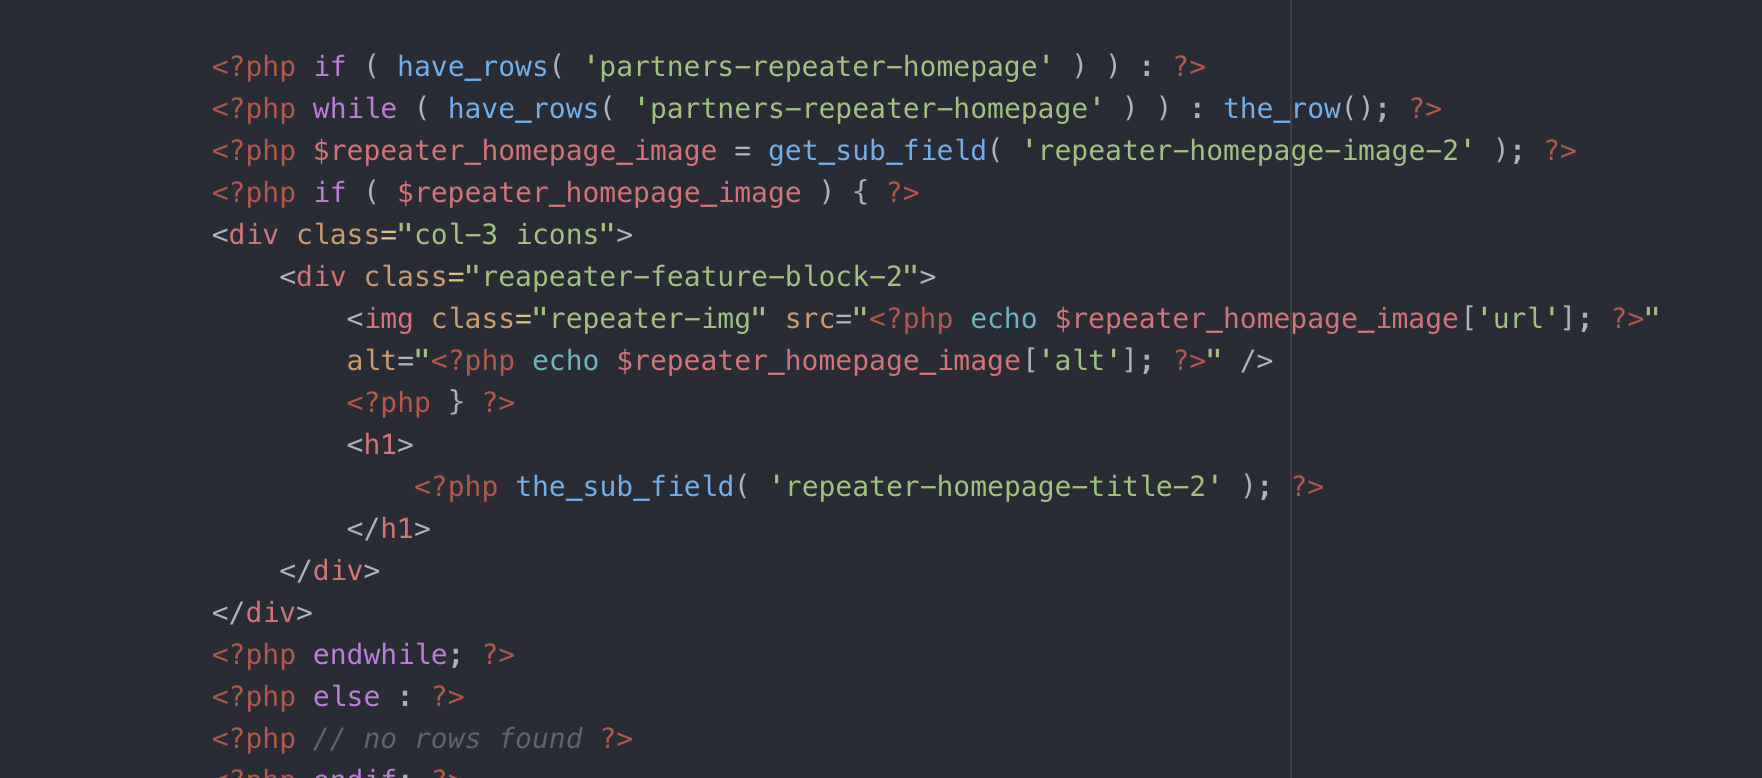 <?php if ( have_rows( 'partners-repeater-homepage' ) ) : ?>
<?php while ( have_rows( 'partners-repeater-homepage' ) ) : the_row(); ?>
<?php $repeater_homepage_image = get_sub_field( 'repeater-homepage-image-2' ); ?>
<?php if ( $repeater_homepage_image ) { ?>
<div class="col-3 icons">
    <div class="reapeater-feature-block-2">
        <img class="repeater-img" src="<?php echo $repeater_homepage_image['url']; ?>"
        alt="<?php echo $repeater_homepage_image['alt']; ?>" />
        <?php } ?>
        <h1>
            <?php the_sub_field( 'repeater-homepage-title-2' ); ?>
        </h1>
    </div>
</div>
<?php endwhile; ?>
<?php else : ?>
<?php // no rows found ?>
<?php endif; ?>